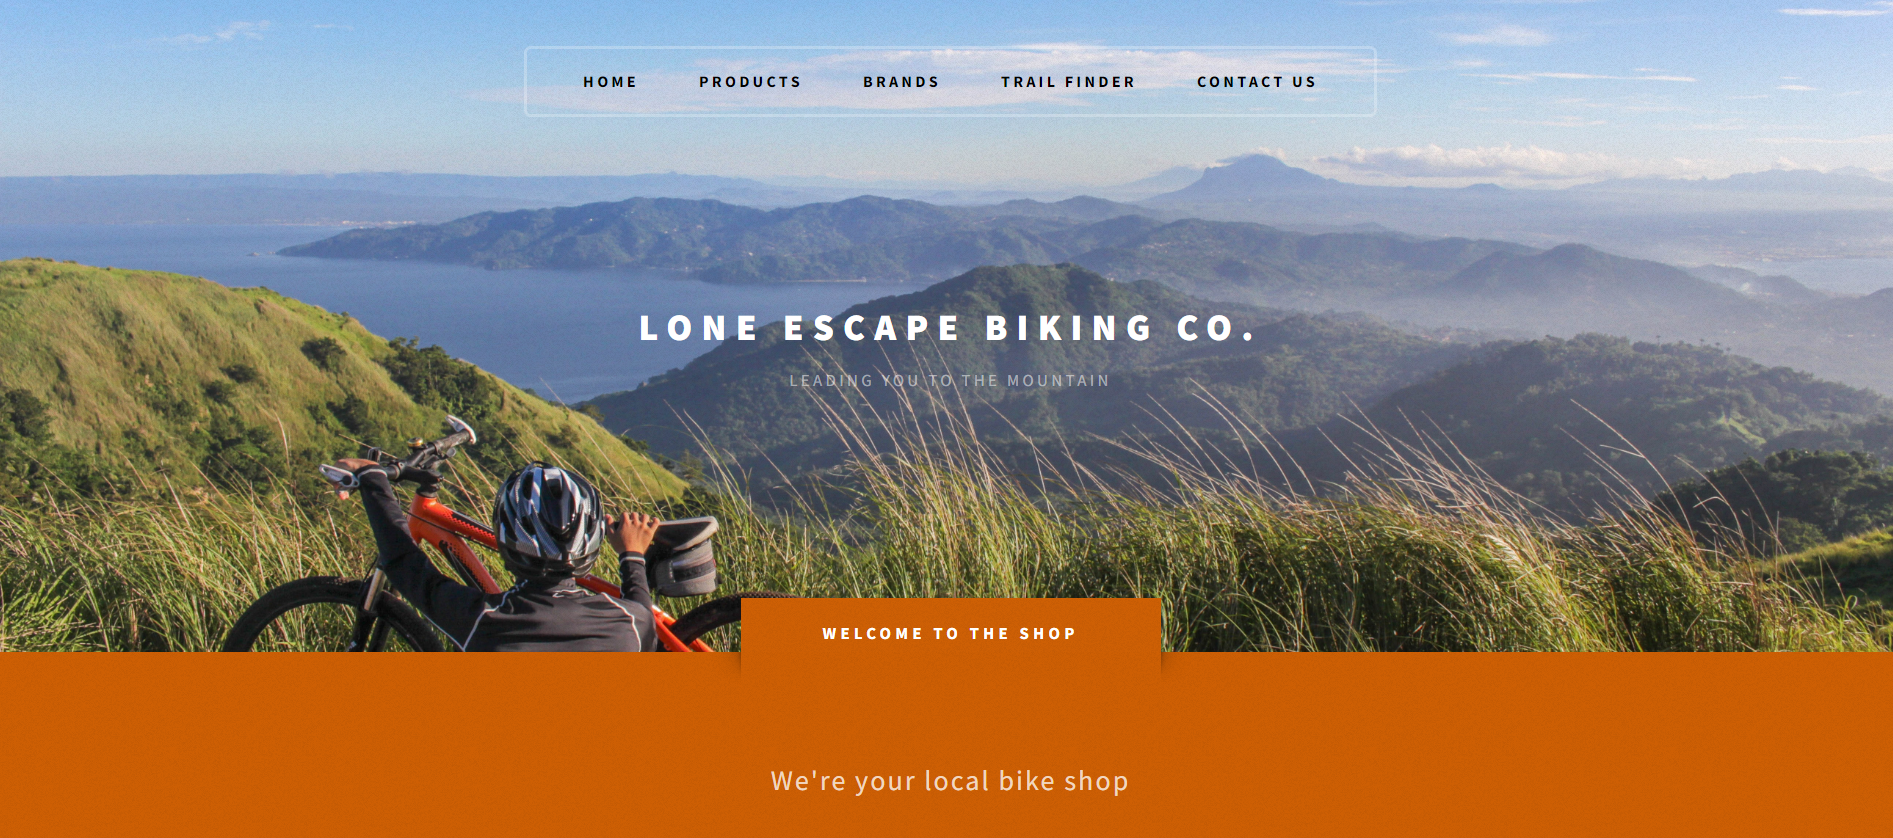 HOME PRODUCTS BRANDS TRAIL FINDER CONTACT US
LONE ESCAPE BIKING CO.
LEADING YOU TO THE MOUNTAIN
WELCOME TO THE SHOP
We're your local bike shop